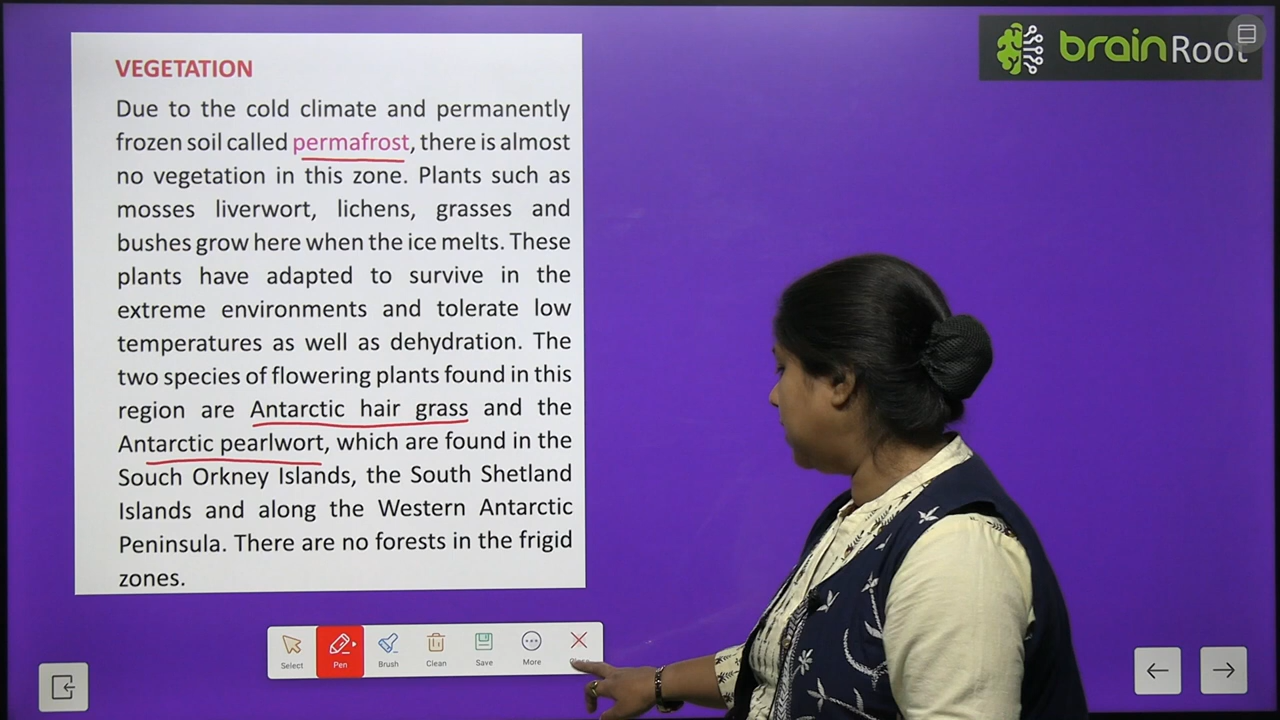 VEGETATION
Due to the cold climate and permanently
frozen soil called permafrost, there is almost
no vegetation in this zone. Plants such as
mosses liverwort, lichens, grasses and
bushes grow here when the ice melts. These
plants have adapted to survive in the
extreme environments and tolerate low
temperatures as well as dehydration. The
two species of flowering plants found in this
region are Antarctic hair grass and the
Antarctic pearlwort, which are found in the
Souch Orkney Islands, the South Shetland
Islands and along the Western Antarctic
Peninsula. There are no forests in the frigid
zones.
brainRoot
Select Pen Brush Clean Save More